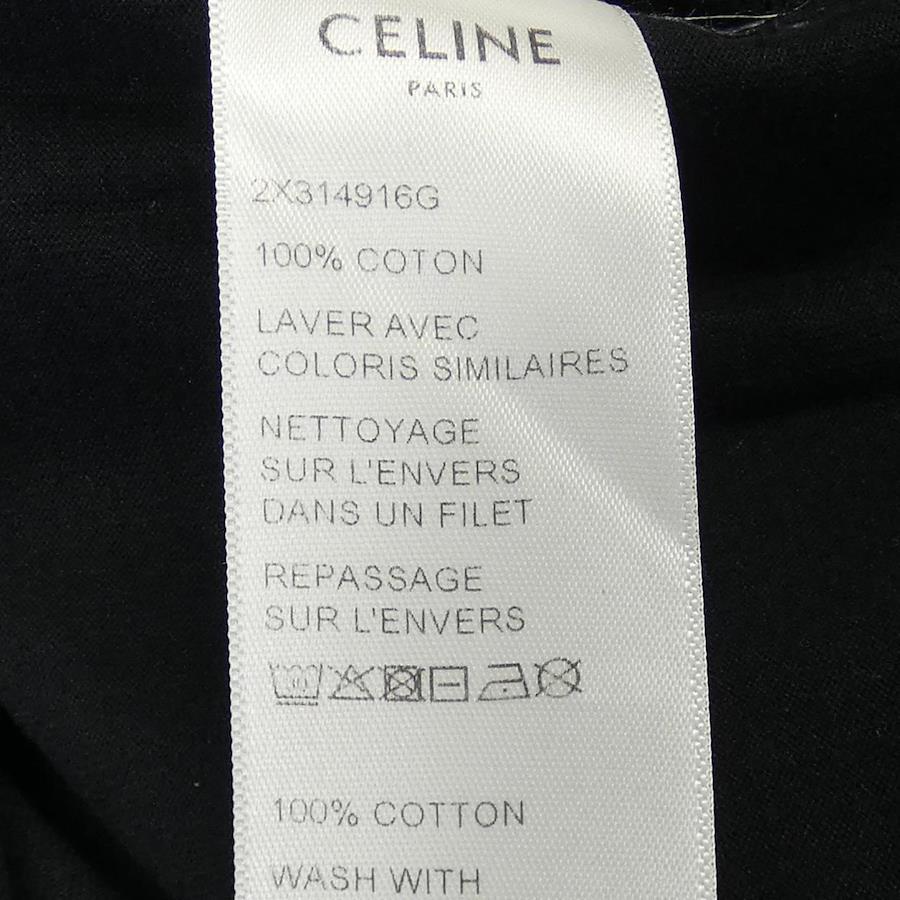 CELINE
PARIS
2X314916G
100% COTON
LAVER AVEC
COLORIS SIMILAIRES
NETTOYAGE
SUR L'ENVERS
DANS UN FILET
REPASSAGE
SUR L'ENVERS
100% COTTON
WASH WITH